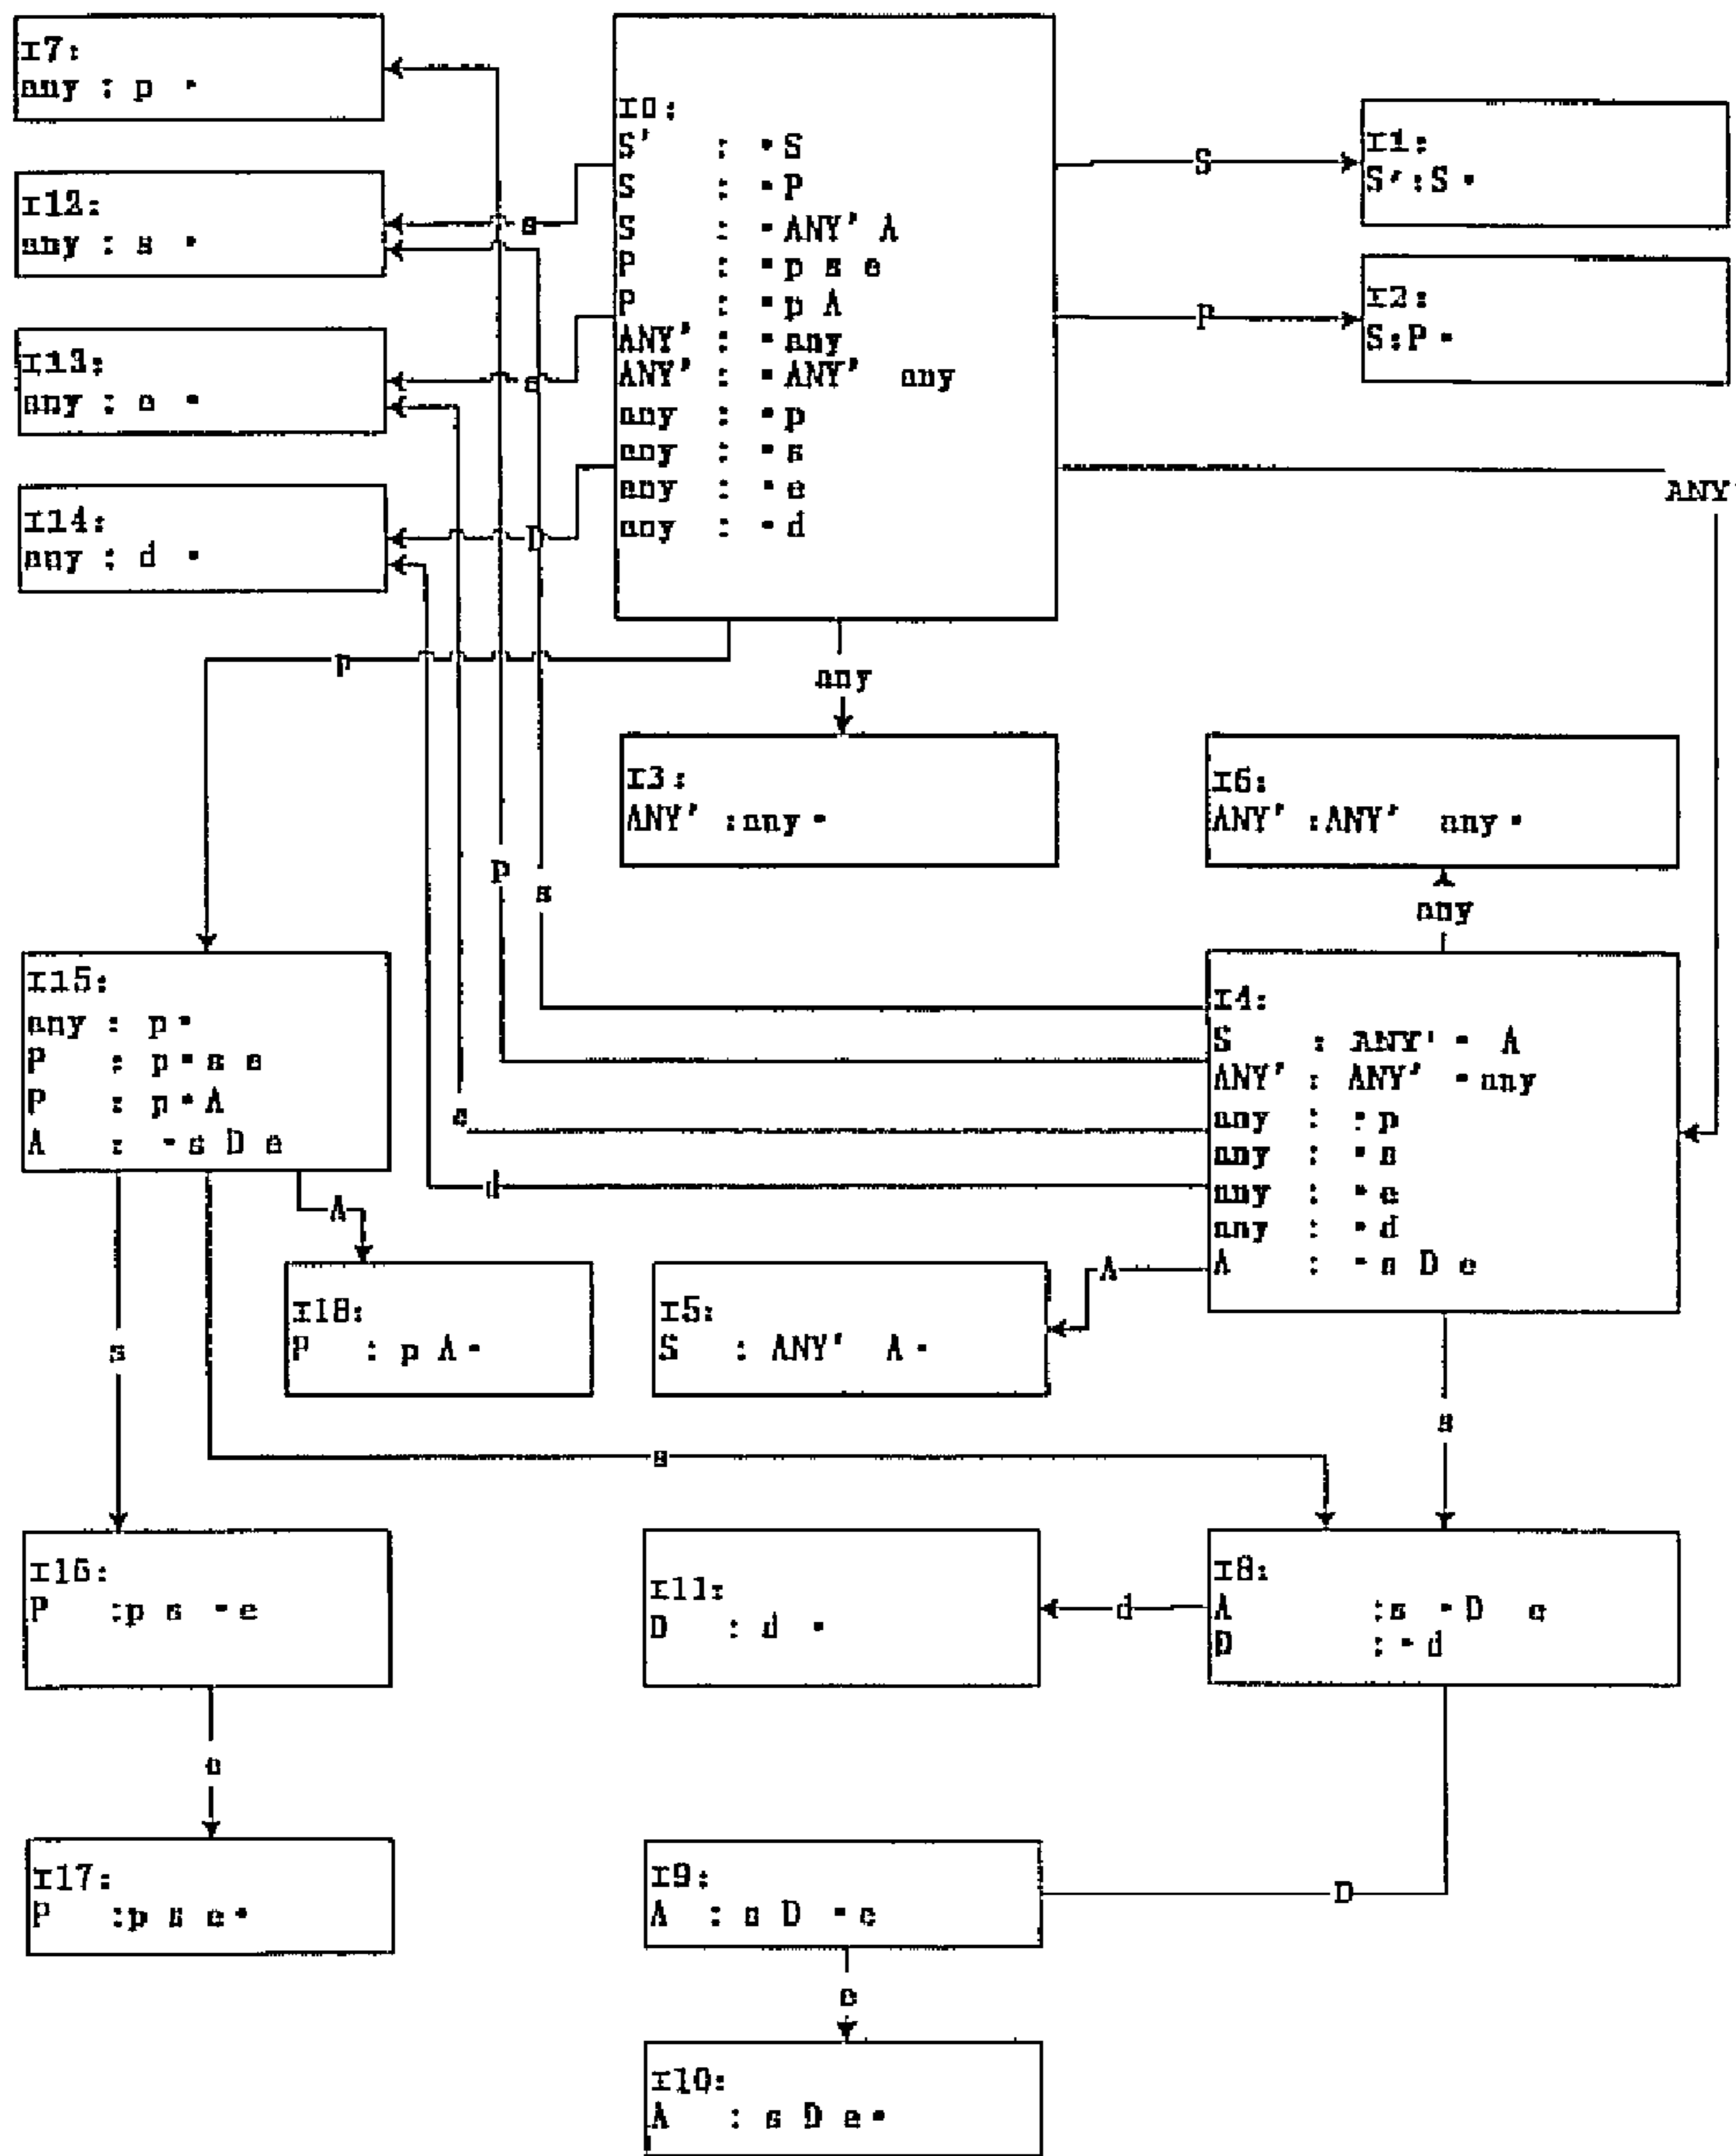 I7:
any : p •
I12:
any : s •
I13:
any : e •
I14:
any : d •
I0:
S' : •S
S : •P
S : •ANY' A
P : •p s e
P : •p A
ANY' : •any
ANY' : •ANY' any
any : •p
any : •s
any : •e
any : •d
I1:
S':S•
I2:
S:P•
S
P
ANY'
s
D
p
any
I3:
ANY' :any•
I6:
ANY' :ANY' any•
any
p
s
e
d
I15:
any : p•
P : p•s e
P : p•A
A : •s D e
I4:
S : ANY'• A
ANY' : ANY' •any
any : •p
any : •s
any : •e
any : •d
A : •s D e
A
A
I18:
P : p A•
I5:
S : ANY' A•
s
s
s
I16:
P :p s •e
I11:
D : d •
d
I8:
A :s •D e
D :•d
e
I17:
P :p s e•
I9:
A : s D •e
D
e
I10:
A : s D e•